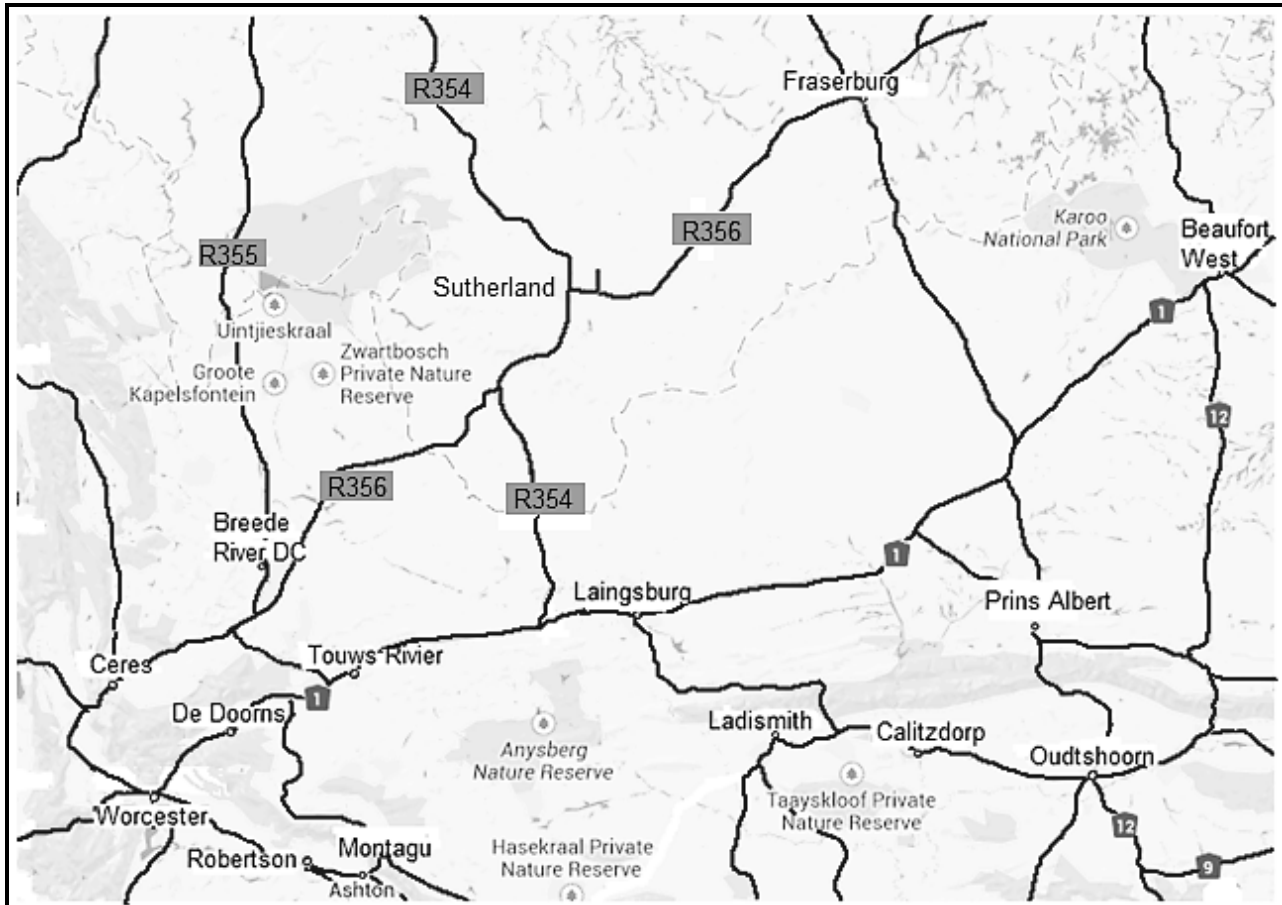 R354
Fraserburg
R356
Karoo
National Park
Beaufort
West
R355
Sutherland
1
Uintjieskraal
Zwartbosch
Private Nature
Reserve
Groote
Kapelsfontein
12
R356
R354
Breede
River DC
1
Laingsburg
Prins Albert
Ceres
Touws Rivier
1
De Doorns
Anysberg
Nature Reserve
Ladismith
Calitzdorp
Oudtshoorn
Taayskloof Private
Nature Reserve
Worcester
12
Hasekraal Private
Nature Reserve
Robertson
Montagu
Ashton
9